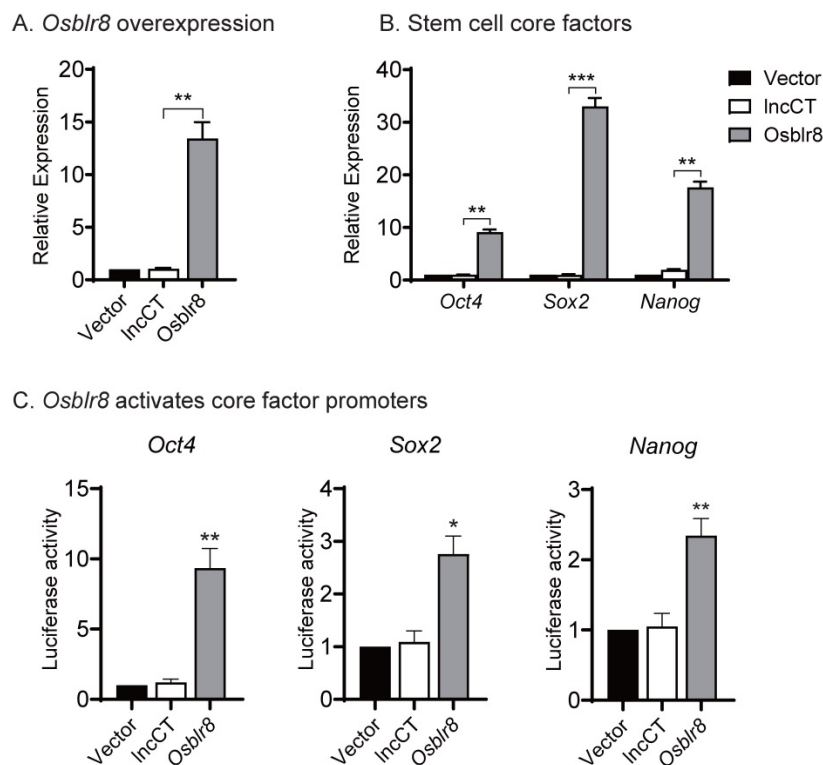 A. Osblr8 overexpression
Relative Expression
20
15
10
5
0
**
Vector
lncCT
Osblr8
B. Stem cell core factors
Relative Expression
40
30
20
10
0
**
***
**
Oct4
Sox2
Nanog
Vector
lncCT
Osblr8
C. Osblr8 activates core factor promoters
Oct4
Luciferase activity
15
10
5
0
**
Vector
lncCT
Osblr8
Sox2
Luciferase activity
4
3
2
1
0
*
Vector
lncCT
Osblr8
Nanog
Luciferase activity
3
2
1
0
**
Vector
lncCT
Osblr8